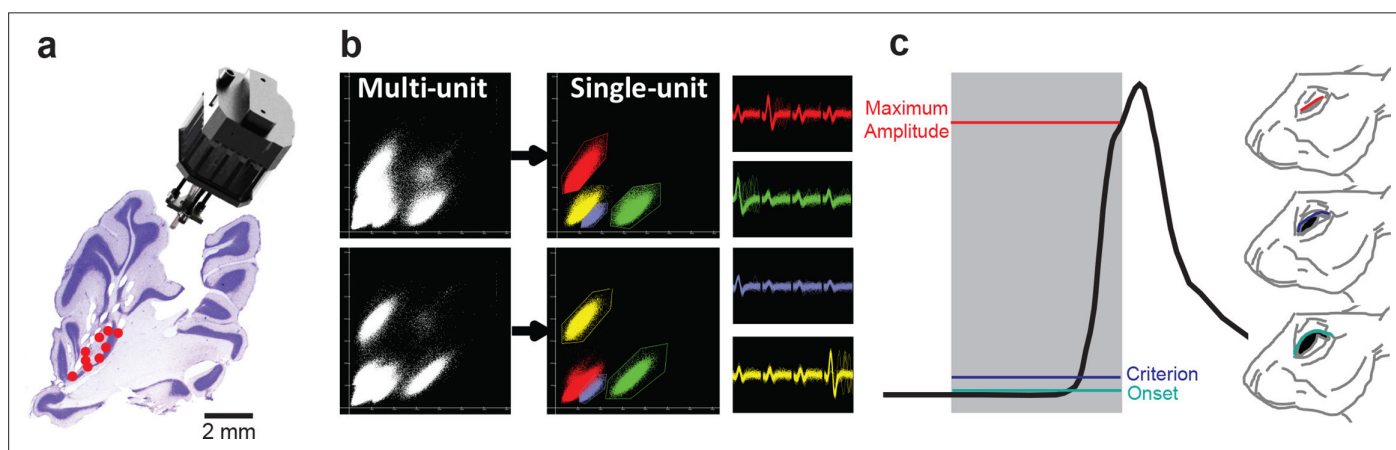 a
2 mm
b
Multi-unit
Single-unit
c
Maximum
Amplitude
Criterion
Onset